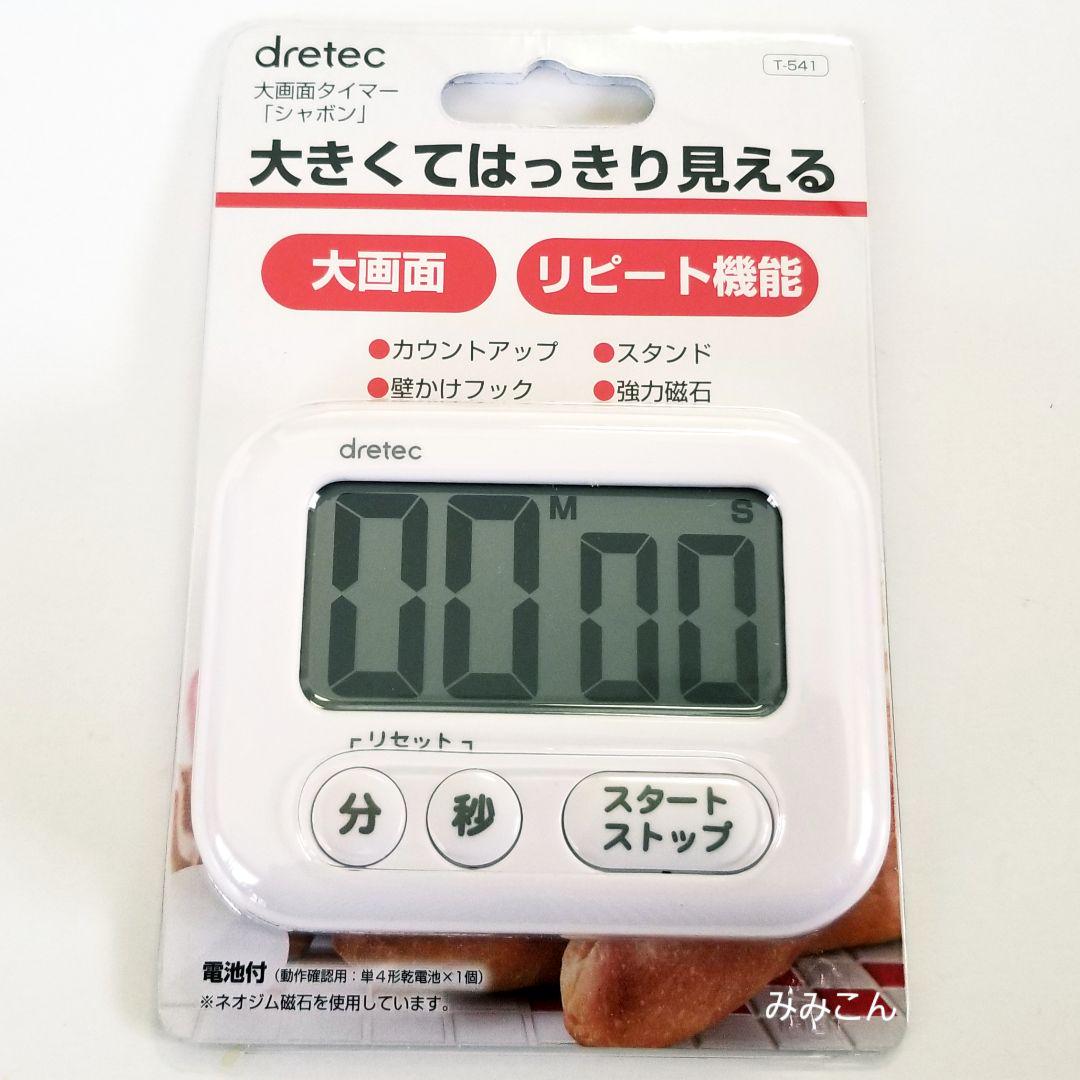 dretec
T-541
大画面タイマー
「シャボン」
大きくてはっきり見える
大画面 リピート機能
●カウントアップ ●スタンド
●壁かけフック ●強力磁石
dretec
00 M 00 S
┌ リセット ┐
分 秒 スタート
ストップ
電池付(動作確認用：単4形乾電池×1個)
※ネオジム磁石を使用しています。
みみこん